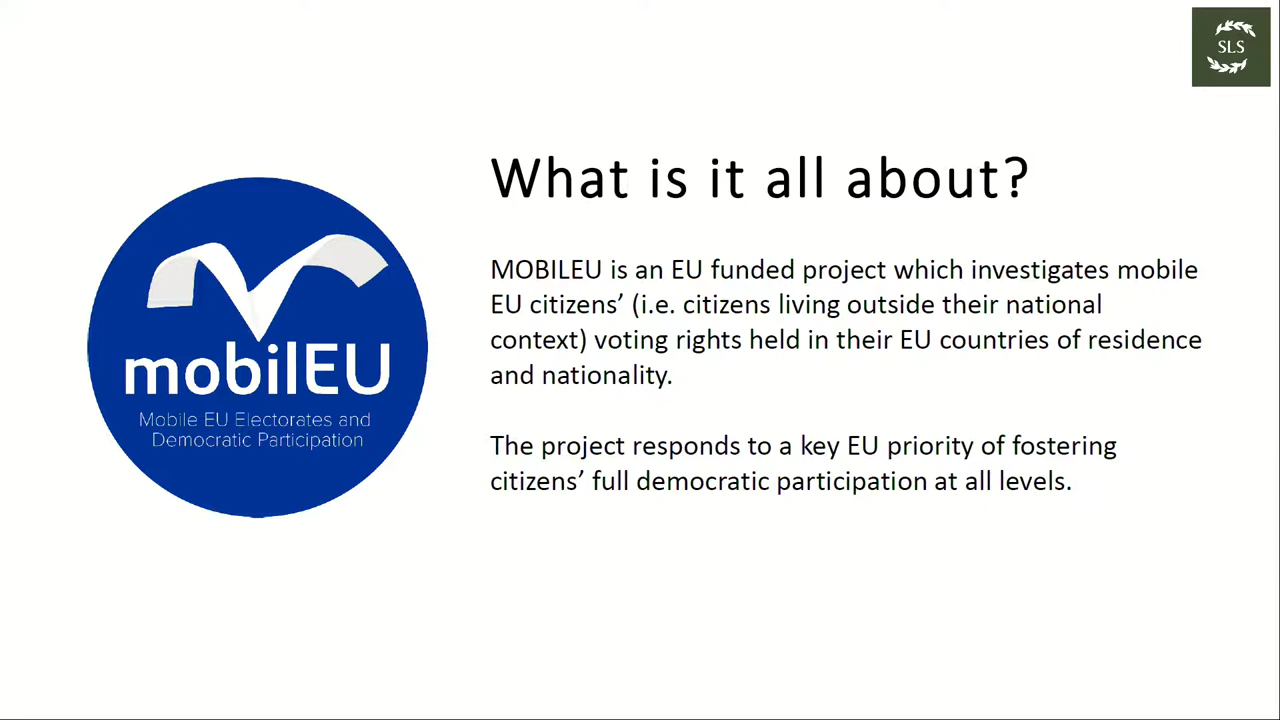 SLS
What is it all about?
mobilEU
Mobile EU Electorates and
Democratic Participation
MOBILEU is an EU funded project which investigates mobile
EU citizens’ (i.e. citizens living outside their national
context) voting rights held in their EU countries of residence
and nationality.
The project responds to a key EU priority of fostering
citizens’ full democratic participation at all levels.